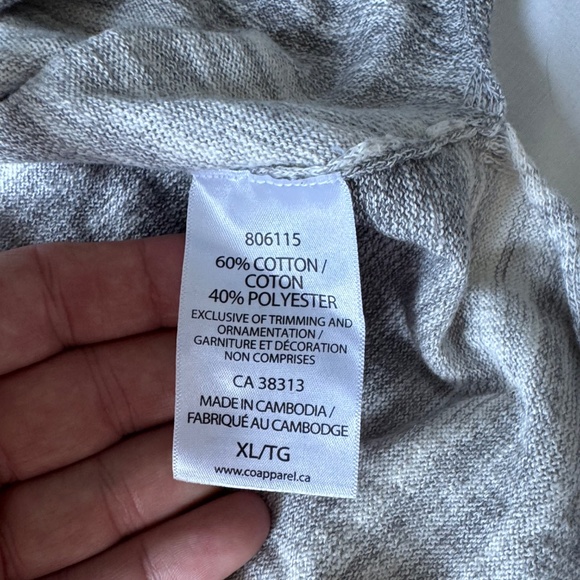 806115
60% COTTON /
COTON
40% POLYESTER
EXCLUSIVE OF TRIMMING AND
ORNAMENTATION /
GARNITURE ET DÉCORATION
NON COMPRISES
CA 38313
MADE IN CAMBODIA /
FABRIQUÉ AU CAMBODGE
XL/TG
www.coapparel.ca